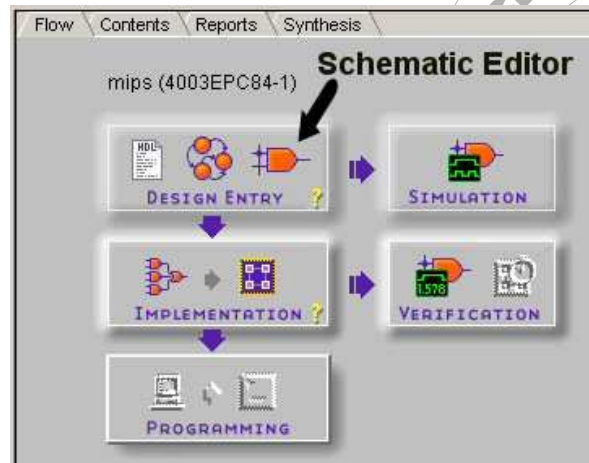 Flow Contents Reports Synthesis
Schematic Editor
mips (4003EPC84-1)
HDL
DESIGN ENTRY ?
SIMULATION
1.578
IMPLEMENTATION ?
VERIFICATION
PROGRAMMING